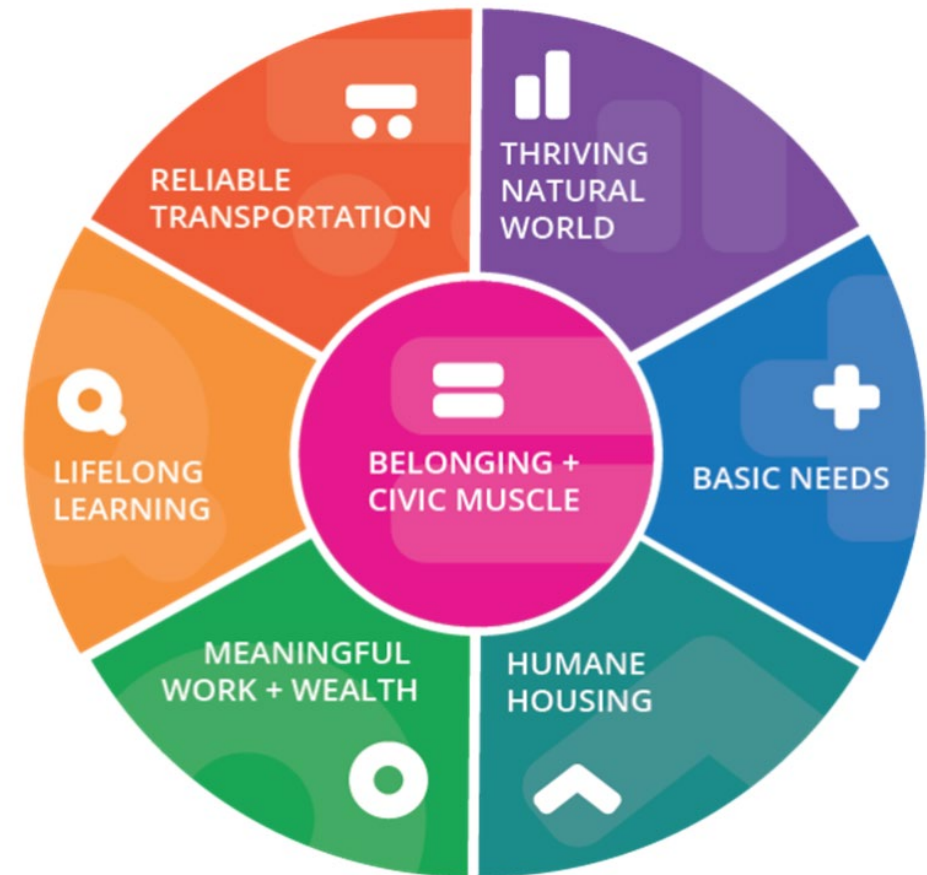 RELIABLE
TRANSPORTATION
THRIVING
NATURAL
WORLD
LIFELONG
LEARNING
BELONGING +
CIVIC MUSCLE
BASIC NEEDS
MEANINGFUL
WORK + WEALTH
HUMANE
HOUSING